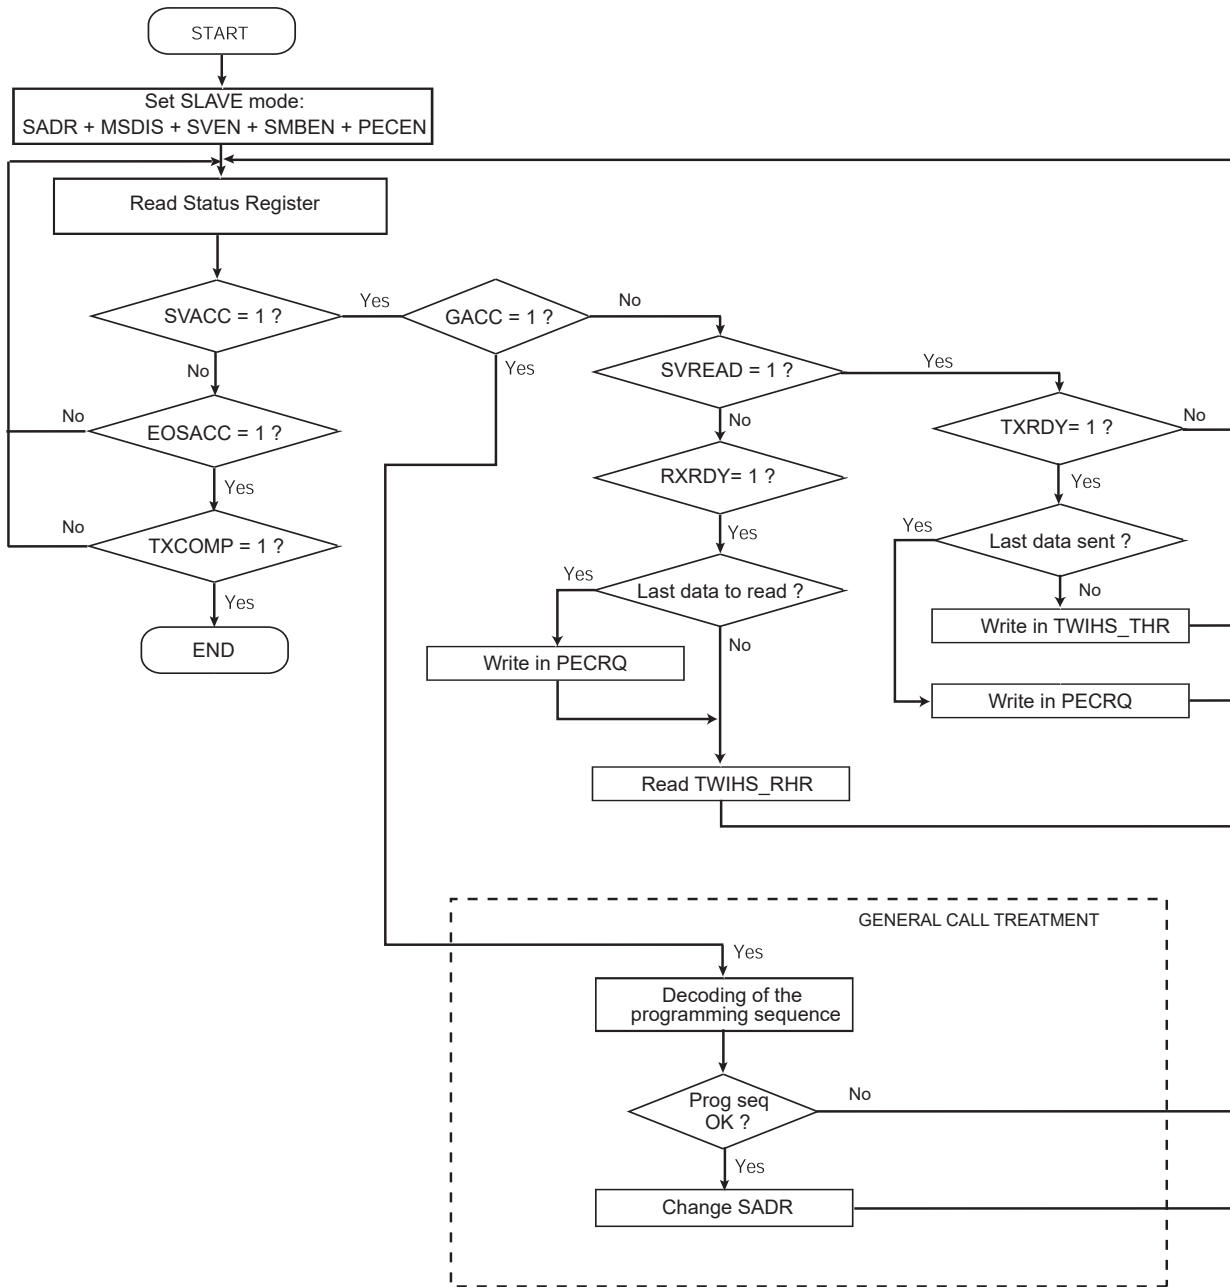 START
Set SLAVE mode:
SADR + MSDIS + SVEN + SMBEN + PECEN
Read Status Register
SVACC = 1 ?
Yes
GACC = 1 ?
No
No
Yes
SVREAD = 1 ?
Yes
No
EOSACC = 1 ?
No
TXRDY= 1 ?
No
Yes
RXRDY= 1 ?
Yes
No
TXCOMP = 1 ?
Yes
Yes
Last data sent ?
Yes
Yes
Last data to read ?
No
END
No
Write in TWIHS_THR
Write in PECRQ
Write in PECRQ
Read TWIHS_RHR
GENERAL CALL TREATMENT
Yes
Decoding of the
programming sequence
Prog seq
OK ?
No
Yes
Change SADR